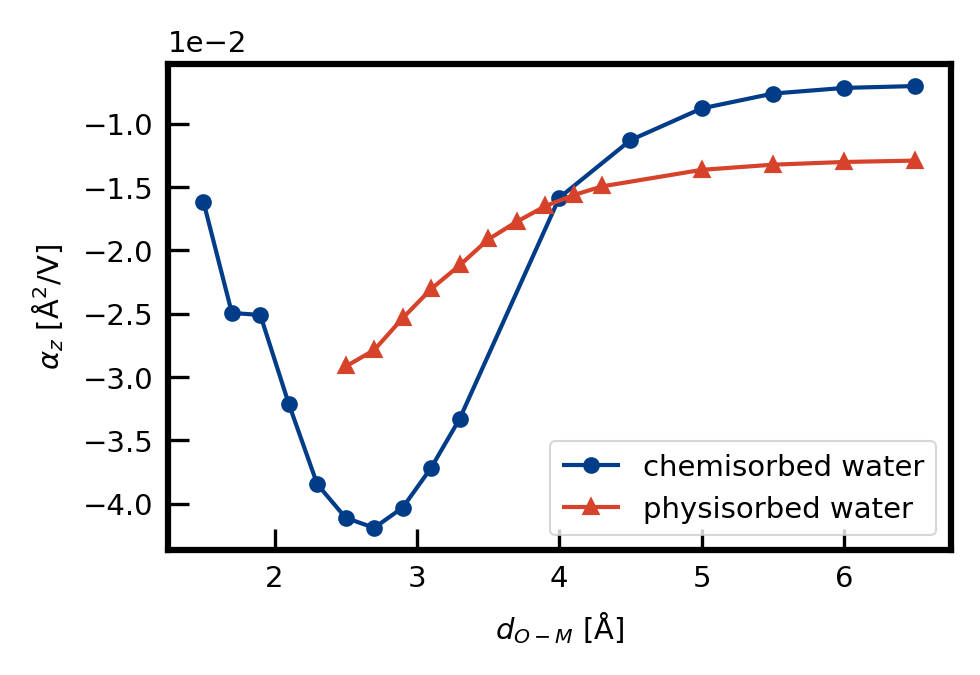 1e−2
−1.0
−1.5
−2.0
−2.5
−3.0
−3.5
−4.0
α_z [Å²/V]
chemisorbed water
physisorbed water
2 3 4 5 6
d_{O−M} [Å]